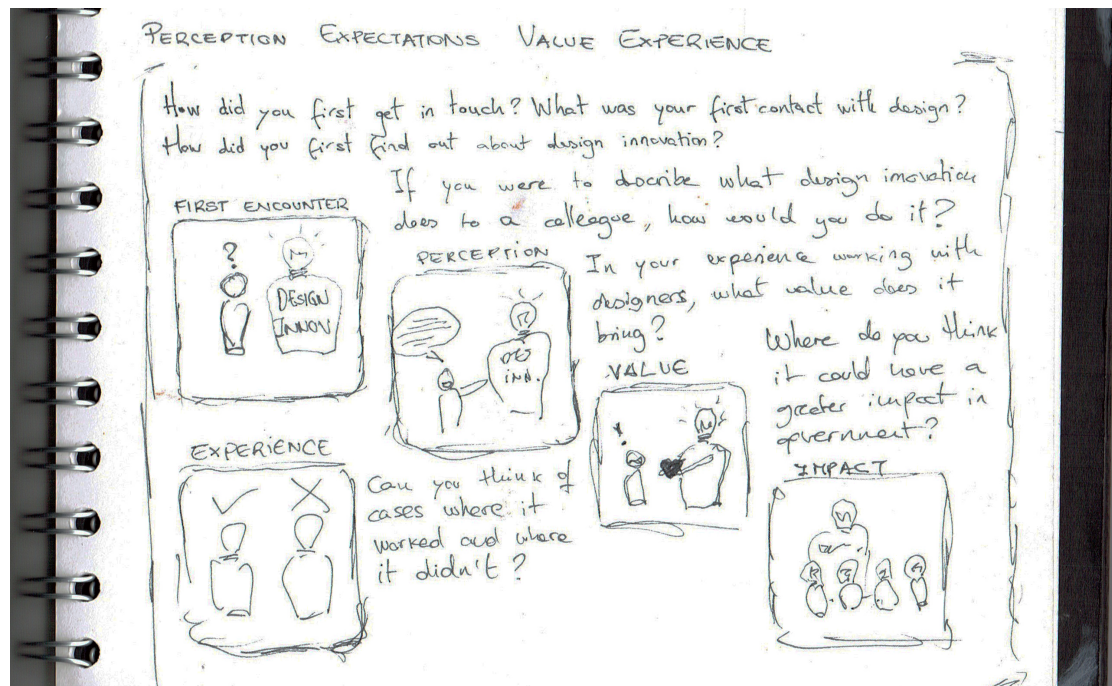 PERCEPTION EXPECTATIONS VALUE EXPERIENCE
How did you first get in touch? What was your first contact with design?
How did you first find out about design innovation?
If you were to docribe what design imovation
does to a colleague, how would you do it?
FIRST ENCOUNTER
?
DESIGN
INNOV
PERCEPTION
DES
INN.
In your experience working with
designers, what value does it
bring?
VALUE
Where do you think
it could have a
greater impact in
government?
IMPACT
EXPERIENCE
Can you think of
cases where it
worked and where
it didn't?